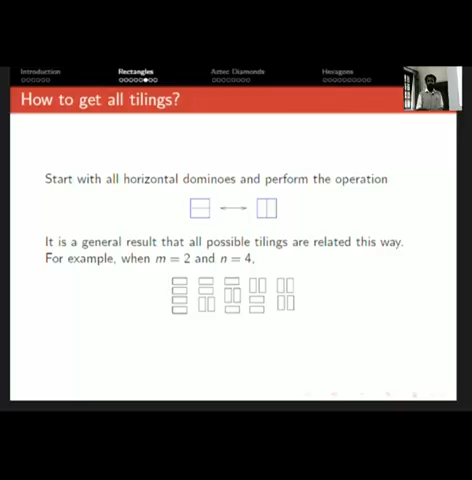 Introduction Rectangles Aztec Diamonds Hexagons
How to get all tilings?
Start with all horizontal dominoes and perform the operation
It is a general result that all possible tilings are related this way.
For example, when m = 2 and n = 4,